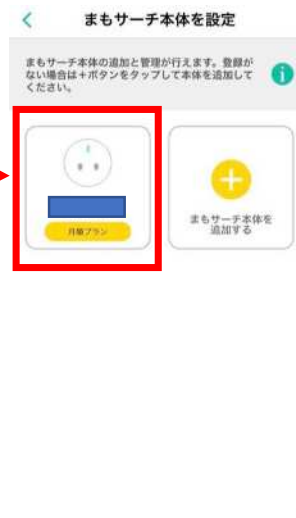 まもサーチ本体を設定
まもサーチ本体の追加と管理が行えます。登録が
ない場合は＋ボタンをタップして本体を追加して
ください。
i
月額プラン
まもサーチ本体を
追加する